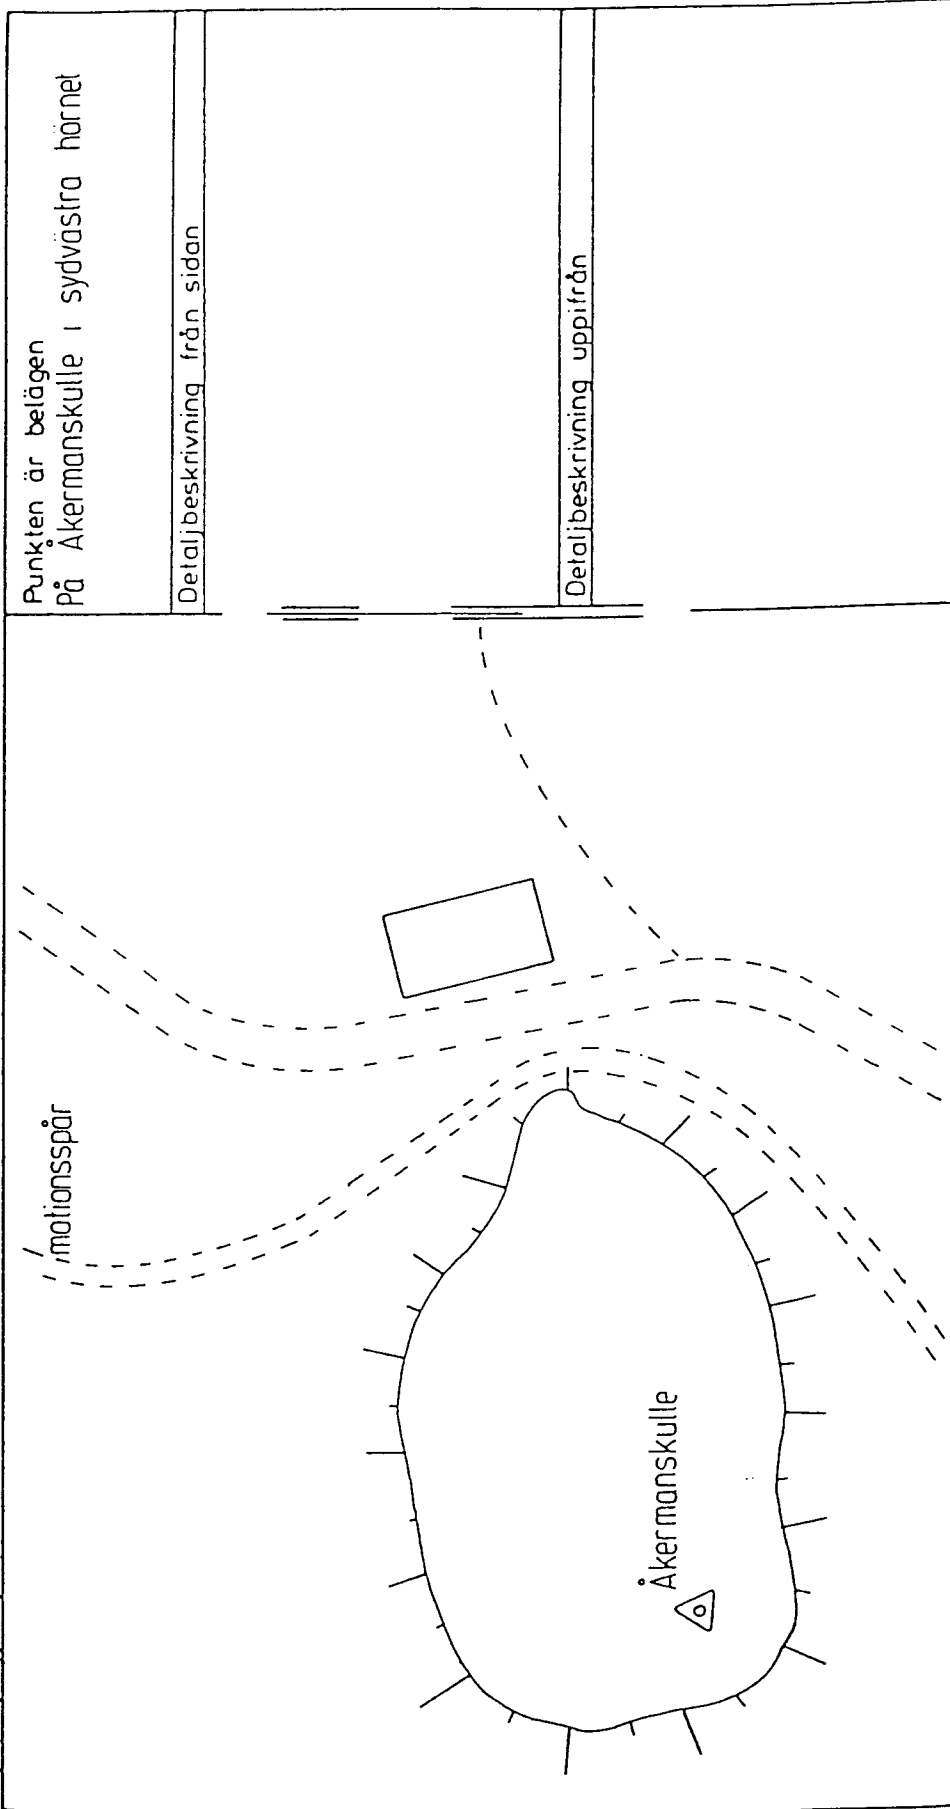 Punkten är belägen
På Åkermanskulle i sydvästra hörnet
Detaljbeskrivning från sidan
Detaljbeskrivning uppifrån
motionsspår
Åkermanskulle